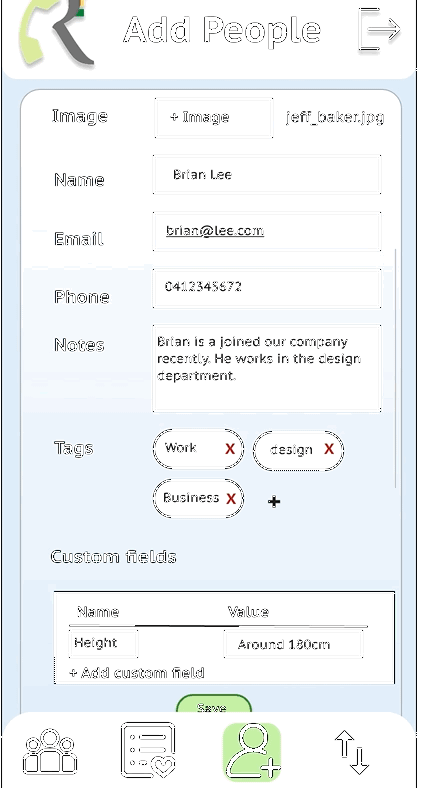 Add People
Image + Image jeff_baker.jpg
Name Brian Lee
Email brian@lee.com
Phone 0412345672
Notes Brian is a joined our company
recently. He works in the design
department.
Tags Work X design X
Business X +
Custom fields
Name Value
Height Around 180cm
+ Add custom field
Save